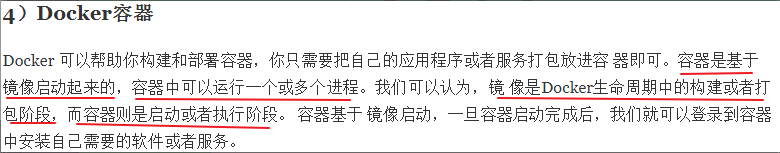 4）Docker容器
Docker 可以帮助你构建和部署容器，你只需要把自己的应用程序或者服务打包放进容 器即可。容器是基于
镜像启动起来的，容器中可以运行一个或多个进程。我们可以认为，镜 像是Docker生命周期中的构建或者打
包阶段，而容器则是启动或者执行阶段。 容器基于 镜像启动，一旦容器启动完成后，我们就可以登录到容器
中安装自己需要的软件或者服务。